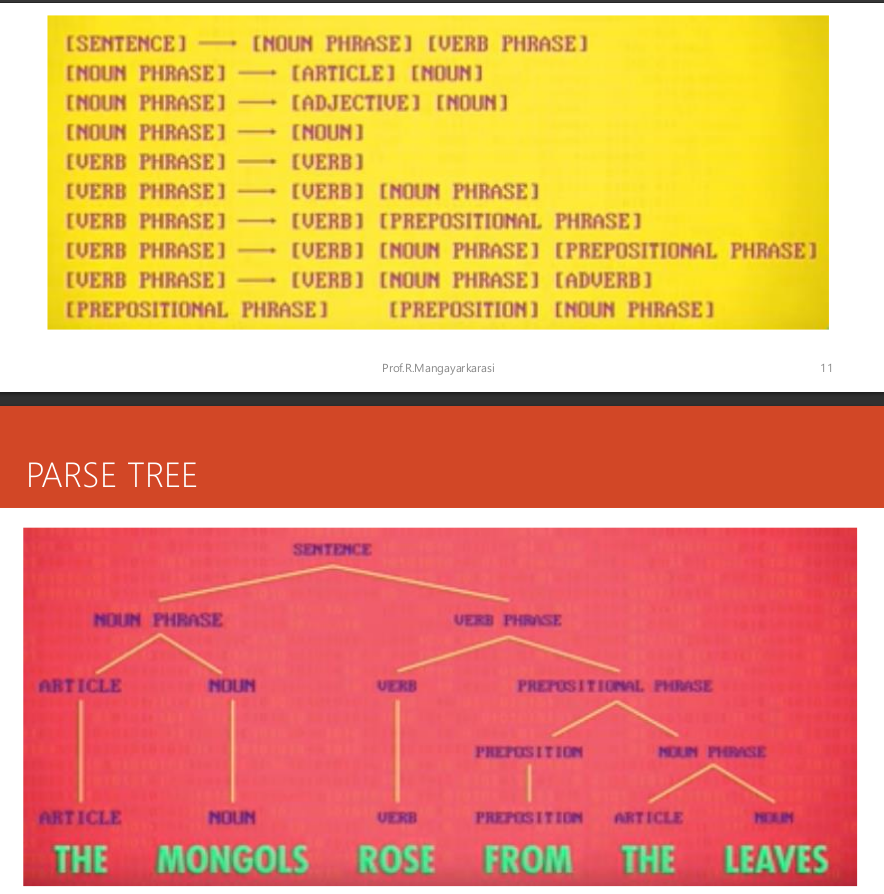 [SENTENCE] → [NOUN PHRASE] [VERB PHRASE]
[NOUN PHRASE] → [ARTICLE] [NOUN]
[NOUN PHRASE] → [ADJECTIVE] [NOUN]
[NOUN PHRASE] → [NOUN]
[VERB PHRASE] → [VERB]
[VERB PHRASE] → [VERB] [NOUN PHRASE]
[VERB PHRASE] → [VERB] [PREPOSITIONAL PHRASE]
[VERB PHRASE] → [VERB] [NOUN PHRASE] [PREPOSITIONAL PHRASE]
[VERB PHRASE] → [VERB] [NOUN PHRASE] [ADVERB]
[PREPOSITIONAL PHRASE] [PREPOSITION] [NOUN PHRASE]
Prof.R.Mangayarkarasi 11
PARSE TREE
SENTENCE
NOUN PHRASE VERB PHRASE
ARTICLE NOUN VERB PREPOSITIONAL PHRASE
PREPOSITION NOUN PHRASE
ARTICLE NOUN VERB PREPOSITION ARTICLE NOUN
THE MONGOLS ROSE FROM THE LEAVES